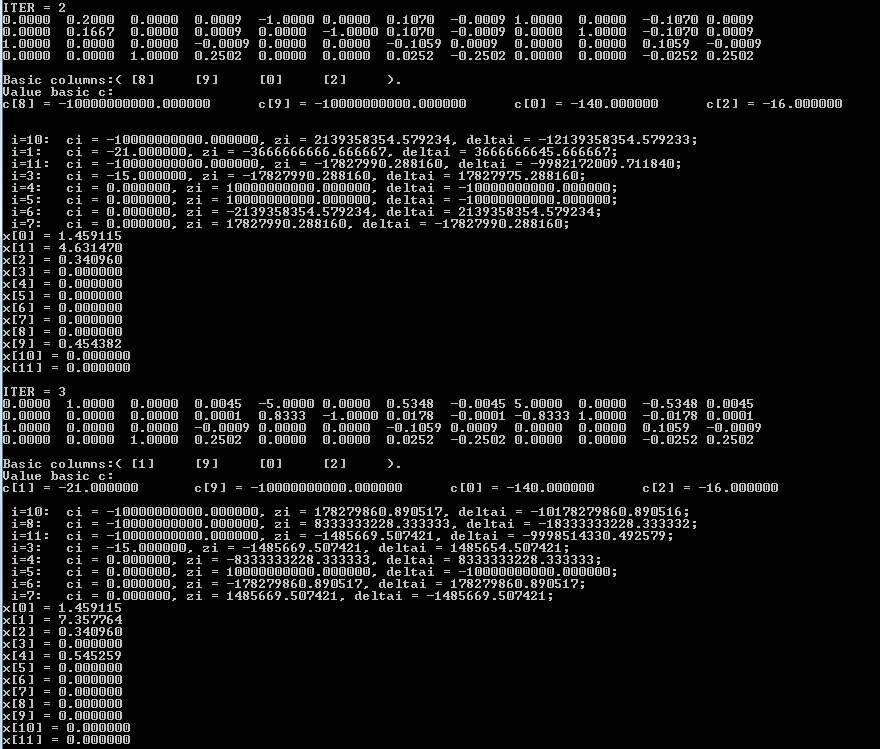 ITER = 2
0.0000 0.2000 0.0000 0.0009 -1.0000 0.0000 0.1070 -0.0009 1.0000 0.0000 -0.1070 0.0009
0.0000 0.1667 0.0000 0.0009 0.0000 -1.0000 0.1070 -0.0009 0.0000 1.0000 -0.1070 0.0009
1.0000 0.0000 0.0000 -0.0009 0.0000 0.0000 -0.1059 0.0009 0.0000 0.0000 0.1059 -0.0009
0.0000 0.0000 1.0000 0.2502 0.0000 0.0000 0.0252 -0.2502 0.0000 0.0000 -0.0252 0.2502
Basic columns:( [8] [9] [0] [2] ).
Value basic c:
c[8] = -10000000000.000000 c[9] = -10000000000.000000 c[0] = -140.000000 c[2] = -16.000000
i=10: ci = -10000000000.000000, zi = 2139358354.579234, deltai = -12139358354.579233;
i=1: ci = -21.000000, zi = -3666666666.666667, deltai = 3666666645.666667;
i=11: ci = -10000000000.000000, zi = -17827990.288160, deltai = -9982172009.711840;
i=3: ci = -15.000000, zi = -17827990.288160, deltai = 17827975.288160;
i=4: ci = 0.000000, zi = 10000000000.000000, deltai = -10000000000.000000;
i=5: ci = 0.000000, zi = 10000000000.000000, deltai = -10000000000.000000;
i=6: ci = 0.000000, zi = -2139358354.579234, deltai = 2139358354.579234;
i=7: ci = 0.000000, zi = 17827990.288160, deltai = -17827990.288160;
x[0] = 1.459115
x[1] = 4.631470
x[2] = 0.340960
x[3] = 0.000000
x[4] = 0.000000
x[5] = 0.000000
x[6] = 0.000000
x[7] = 0.000000
x[8] = 0.000000
x[9] = 0.454382
x[10] = 0.000000
x[11] = 0.000000
ITER = 3
0.0000 1.0000 0.0000 0.0045 -5.0000 0.0000 0.5348 -0.0045 5.0000 0.0000 -0.5348 0.0045
0.0000 0.0000 0.0000 0.0001 0.8333 -1.0000 0.0178 -0.0001 -0.8333 1.0000 -0.0178 0.0001
1.0000 0.0000 0.0000 -0.0009 0.0000 0.0000 -0.1059 0.0009 0.0000 0.0000 0.1059 -0.0009
0.0000 0.0000 1.0000 0.2502 0.0000 0.0000 0.0252 -0.2502 0.0000 0.0000 -0.0252 0.2502
Basic columns:( [1] [9] [0] [2] ).
Value basic c:
c[1] = -21.000000 c[9] = -10000000000.000000 c[0] = -140.000000 c[2] = -16.000000
i=10: ci = -10000000000.000000, zi = 178279860.890517, deltai = -10178279860.890516;
i=8: ci = -10000000000.000000, zi = 8333333228.333333, deltai = -18333333228.333332;
i=11: ci = -10000000000.000000, zi = -1485669.507421, deltai = -9998514330.492579;
i=3: ci = -15.000000, zi = -1485669.507421, deltai = 1485654.507421;
i=4: ci = 0.000000, zi = -8333333228.333333, deltai = 8333333228.333333;
i=5: ci = 0.000000, zi = 10000000000.000000, deltai = -10000000000.000000;
i=6: ci = 0.000000, zi = -178279860.890517, deltai = 178279860.890517;
i=7: ci = 0.000000, zi = 1485669.507421, deltai = -1485669.507421;
x[0] = 1.459115
x[1] = 7.357764
x[2] = 0.340960
x[3] = 0.000000
x[4] = 0.545259
x[5] = 0.000000
x[6] = 0.000000
x[7] = 0.000000
x[8] = 0.000000
x[9] = 0.000000
x[10] = 0.000000
x[11] = 0.000000